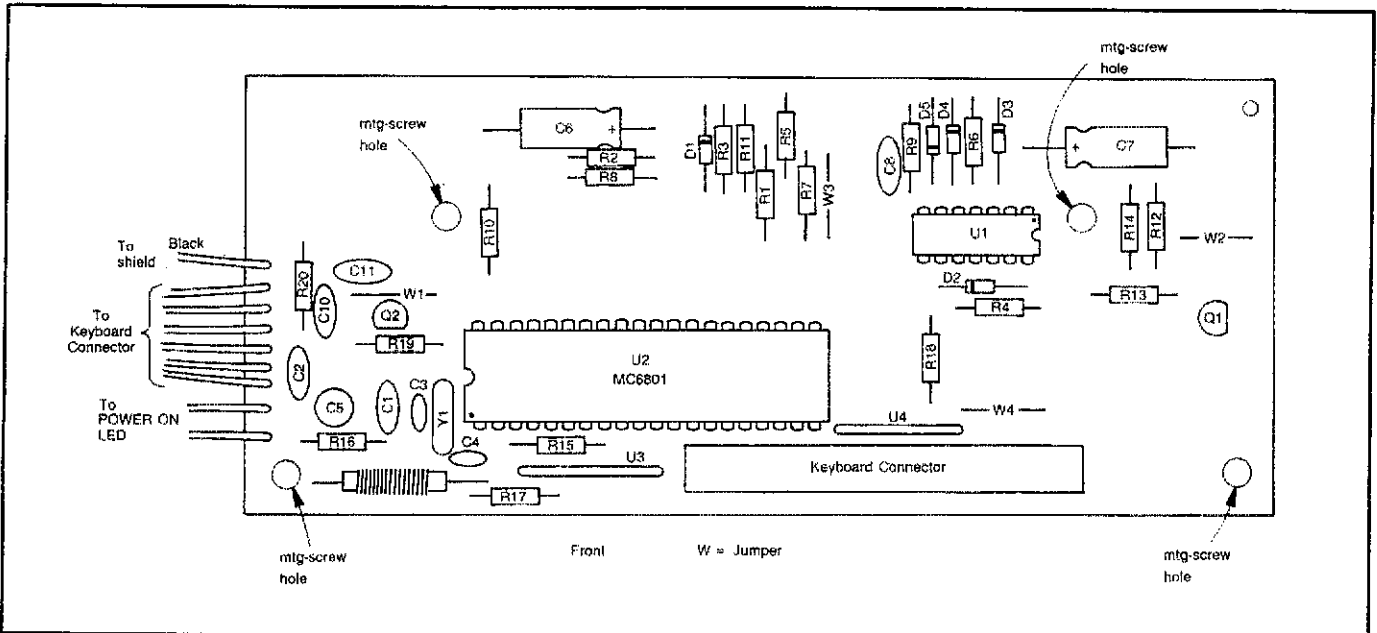 mtg-screw
hole
mtg-screw
hole
C6
+
R2
R8
D1
R3
R11
R1
R5
R7
W3
C8
R9
D5
D4
R6
D3
+
C7
R10
U1
R14
R12
W2
To
shield
Black
R20
C11
C10
W1
Q2
R19
D2
R4
R13
Q1
To
Keyboard
Connector
U2
MC6801
R18
C2
C5
C1
C3
Y1
C4
W4
U4
To
POWER ON
LED
R16
R15
U3
Keyboard Connector
R17
mtg-screw
hole
Front
W = Jumper
mtg-screw
hole